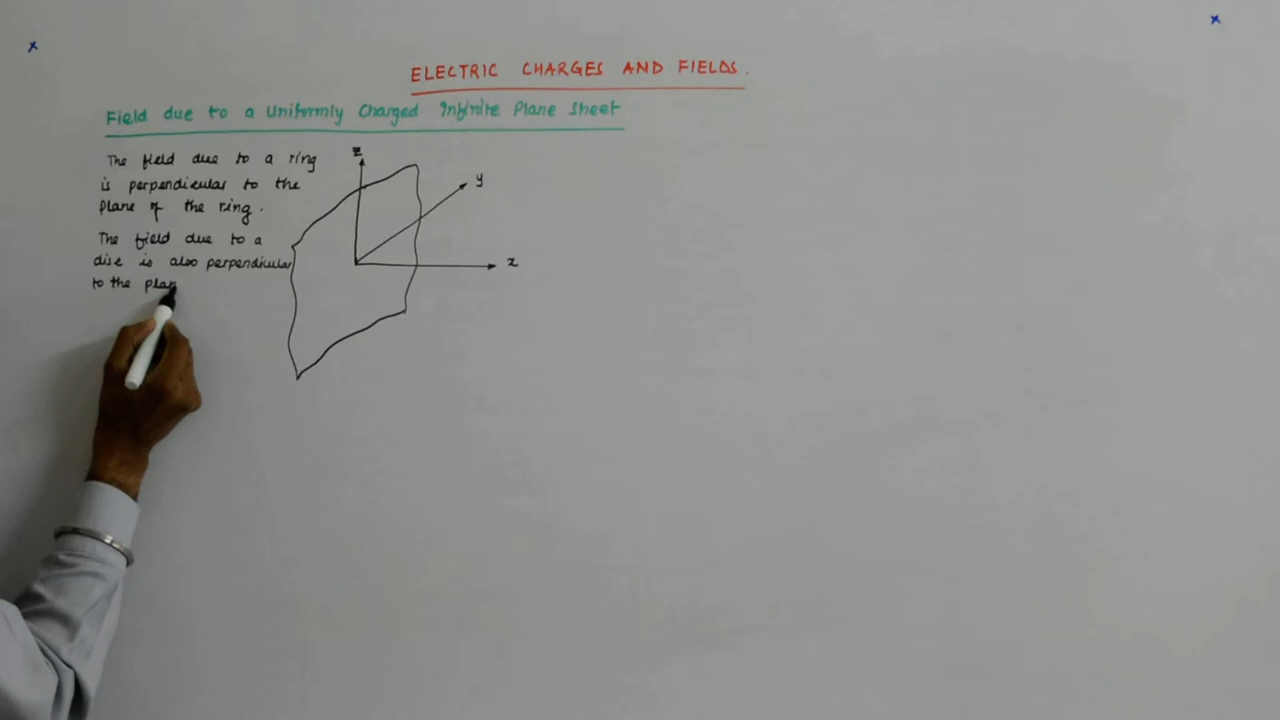 x
x
ELECTRIC CHARGES AND FIELDS.
Field due to a Uniformly Charged Infinite Plane Sheet
The field due to a ring
is perpendicular to the
plane of the ring.
The field due to a
disc is also perpendicular
to the plan
z
y
x